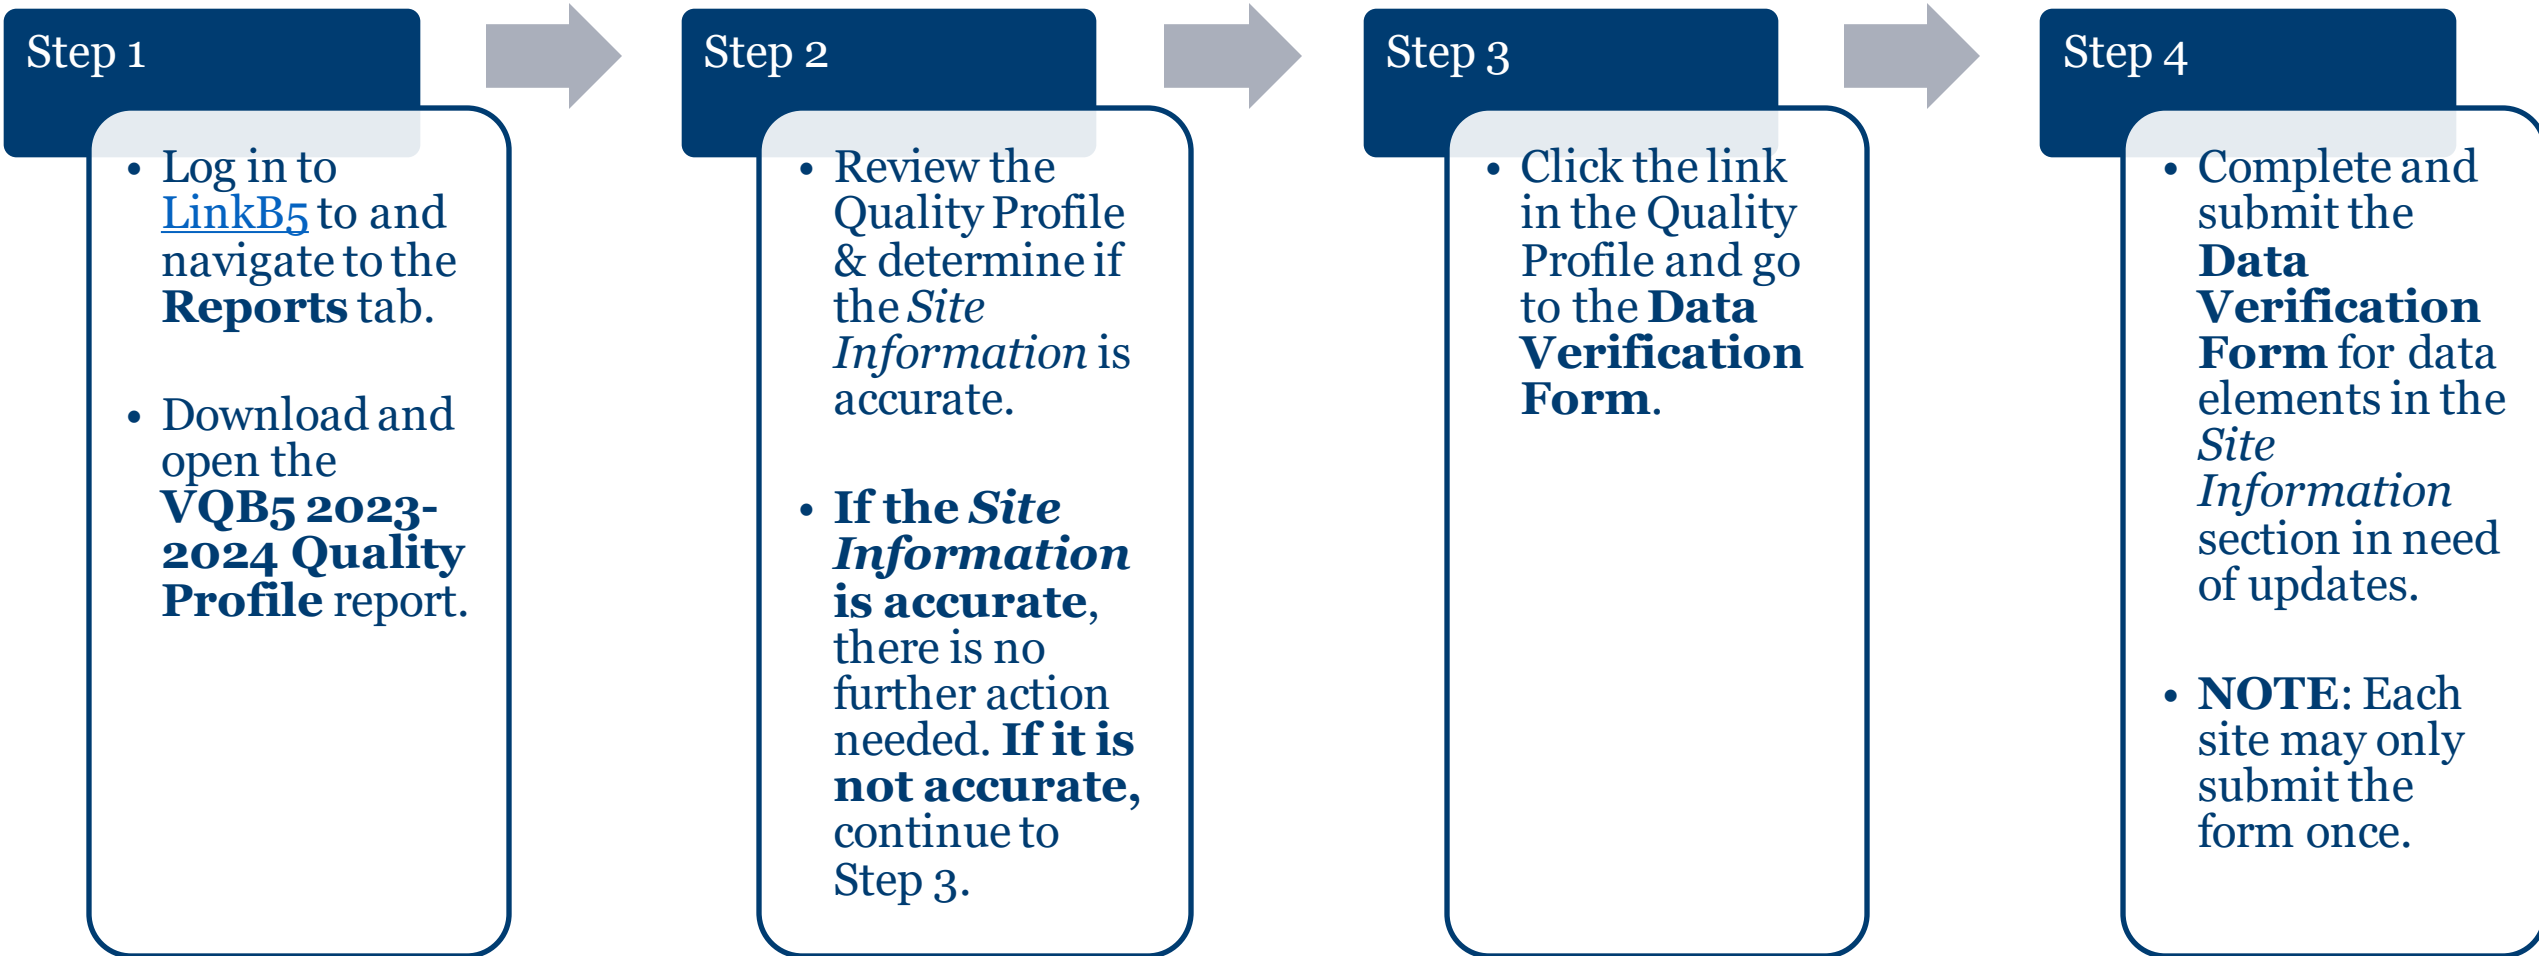 Step 1
• Log in to
LinkB5 to and
navigate to the
Reports tab.
• Download and
open the
VQB5 2023-
2024 Quality
Profile report.
Step 2
• Review the
Quality Profile
& determine if
the Site
Information is
accurate.
• If the Site
Information
is accurate,
there is no
further action
needed. If it is
not accurate,
continue to
Step 3.
Step 3
• Click the link
in the Quality
Profile and go
to the Data
Verification
Form.
Step 4
• Complete and
submit the
Data
Verification
Form for data
elements in the
Site
Information
section in need
of updates.
• NOTE: Each
site may only
submit the
form once.